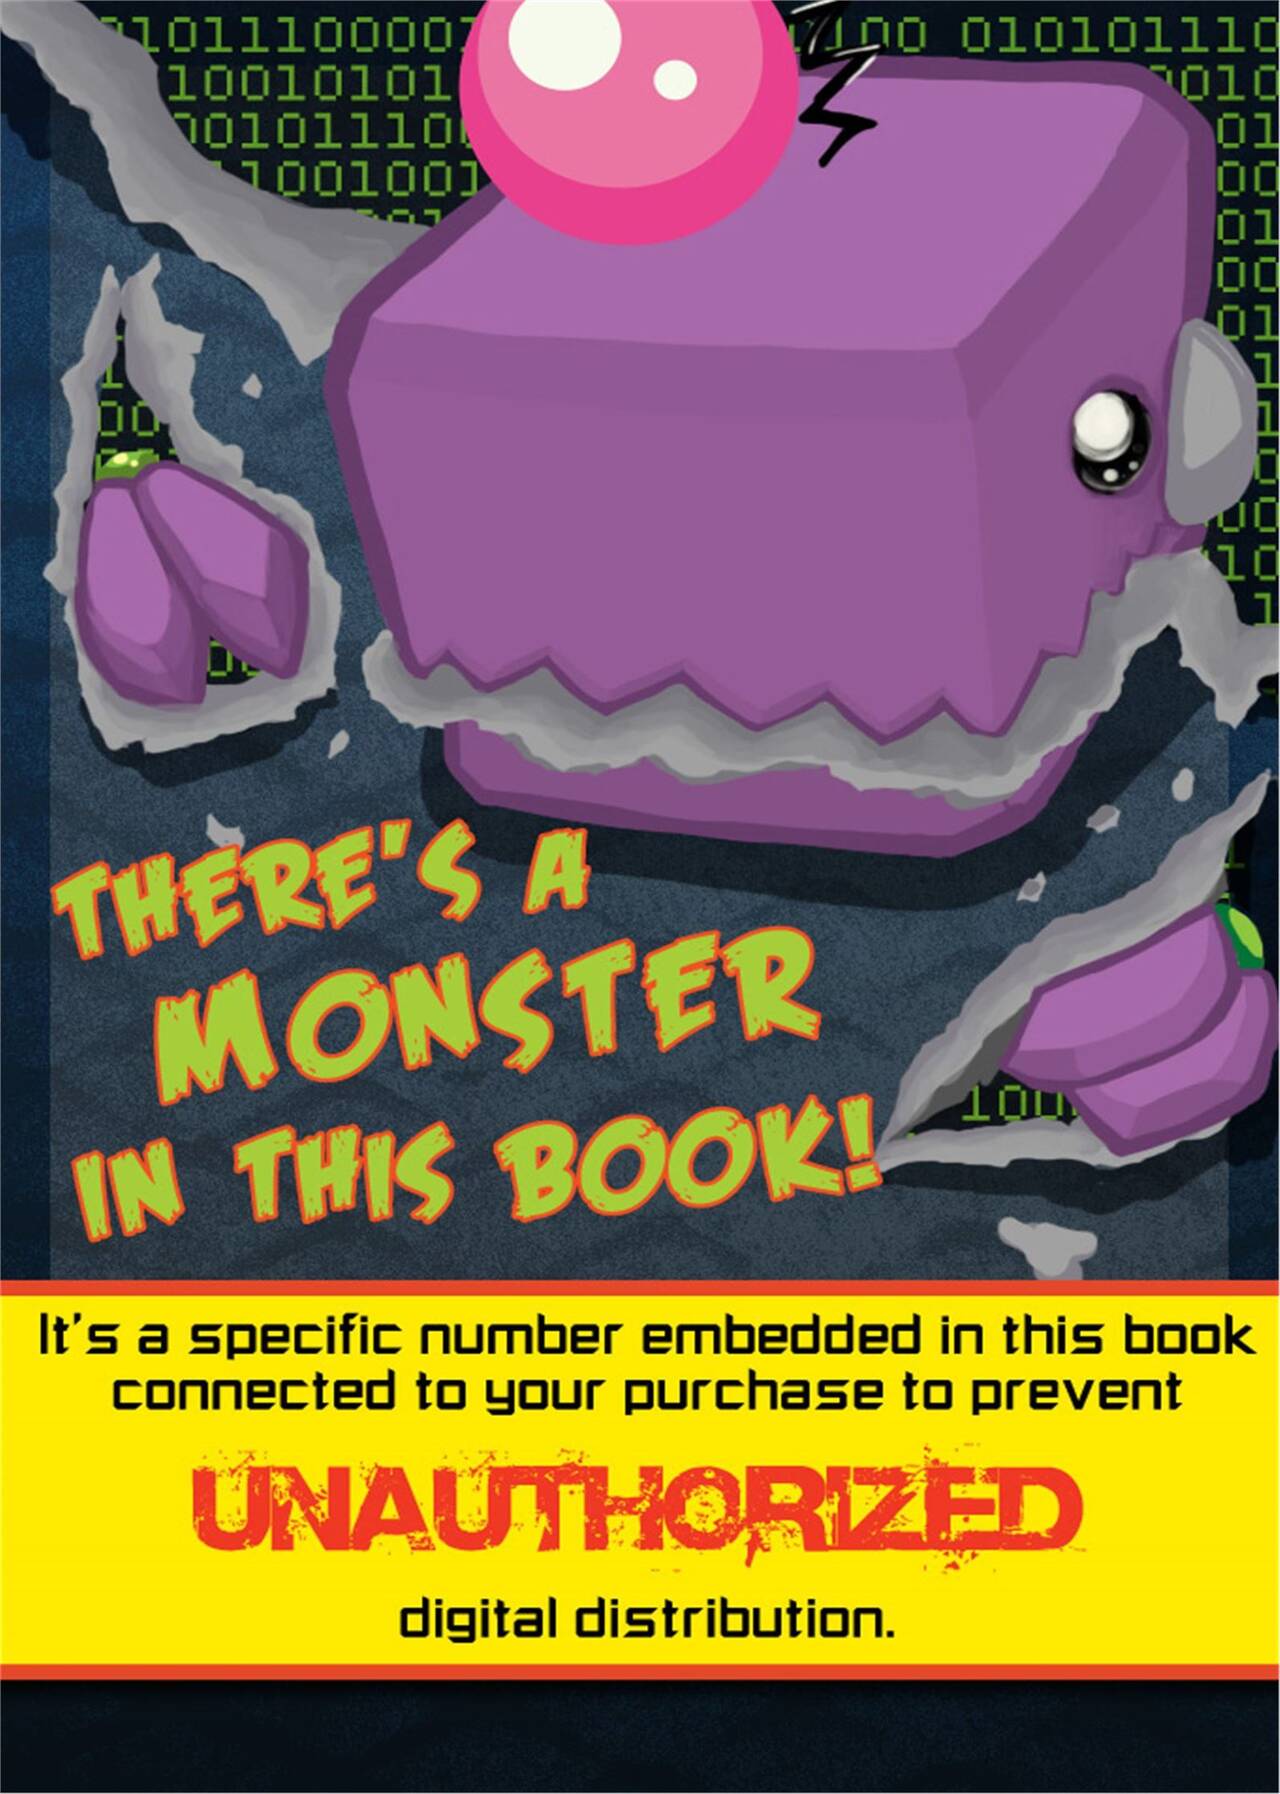 THERE'S A
MONSTER
IN THIS BOOK!
It's a specific number embedded in this book
connected to your purchase to prevent
UNAUTHORIZED
digital distribution.